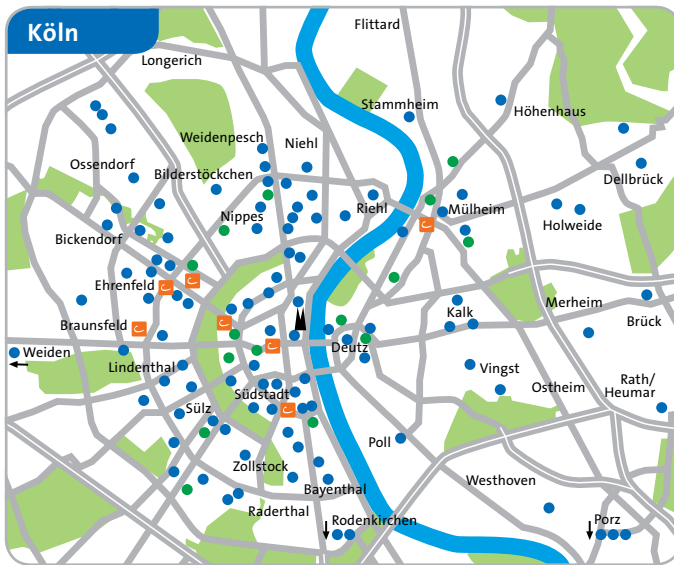 Köln
Flittard
Longerich
Stammheim
Höhenhaus
Weidenpesch
Niehl
Ossendorf
Bilderstöckchen
Dellbrück
Nippes
Riehl
Mülheim
Holweide
Bickendorf
Ehrenfeld
Merheim
Kalk
Brück
Braunsfeld
Weiden
Deutz
Lindenthal
Vingst
Ostheim
Rath/
Heumar
Südstadt
Sülz
Poll
Zollstock
Westhoven
Bayenthal
Raderthal
Rodenkirchen
Porz